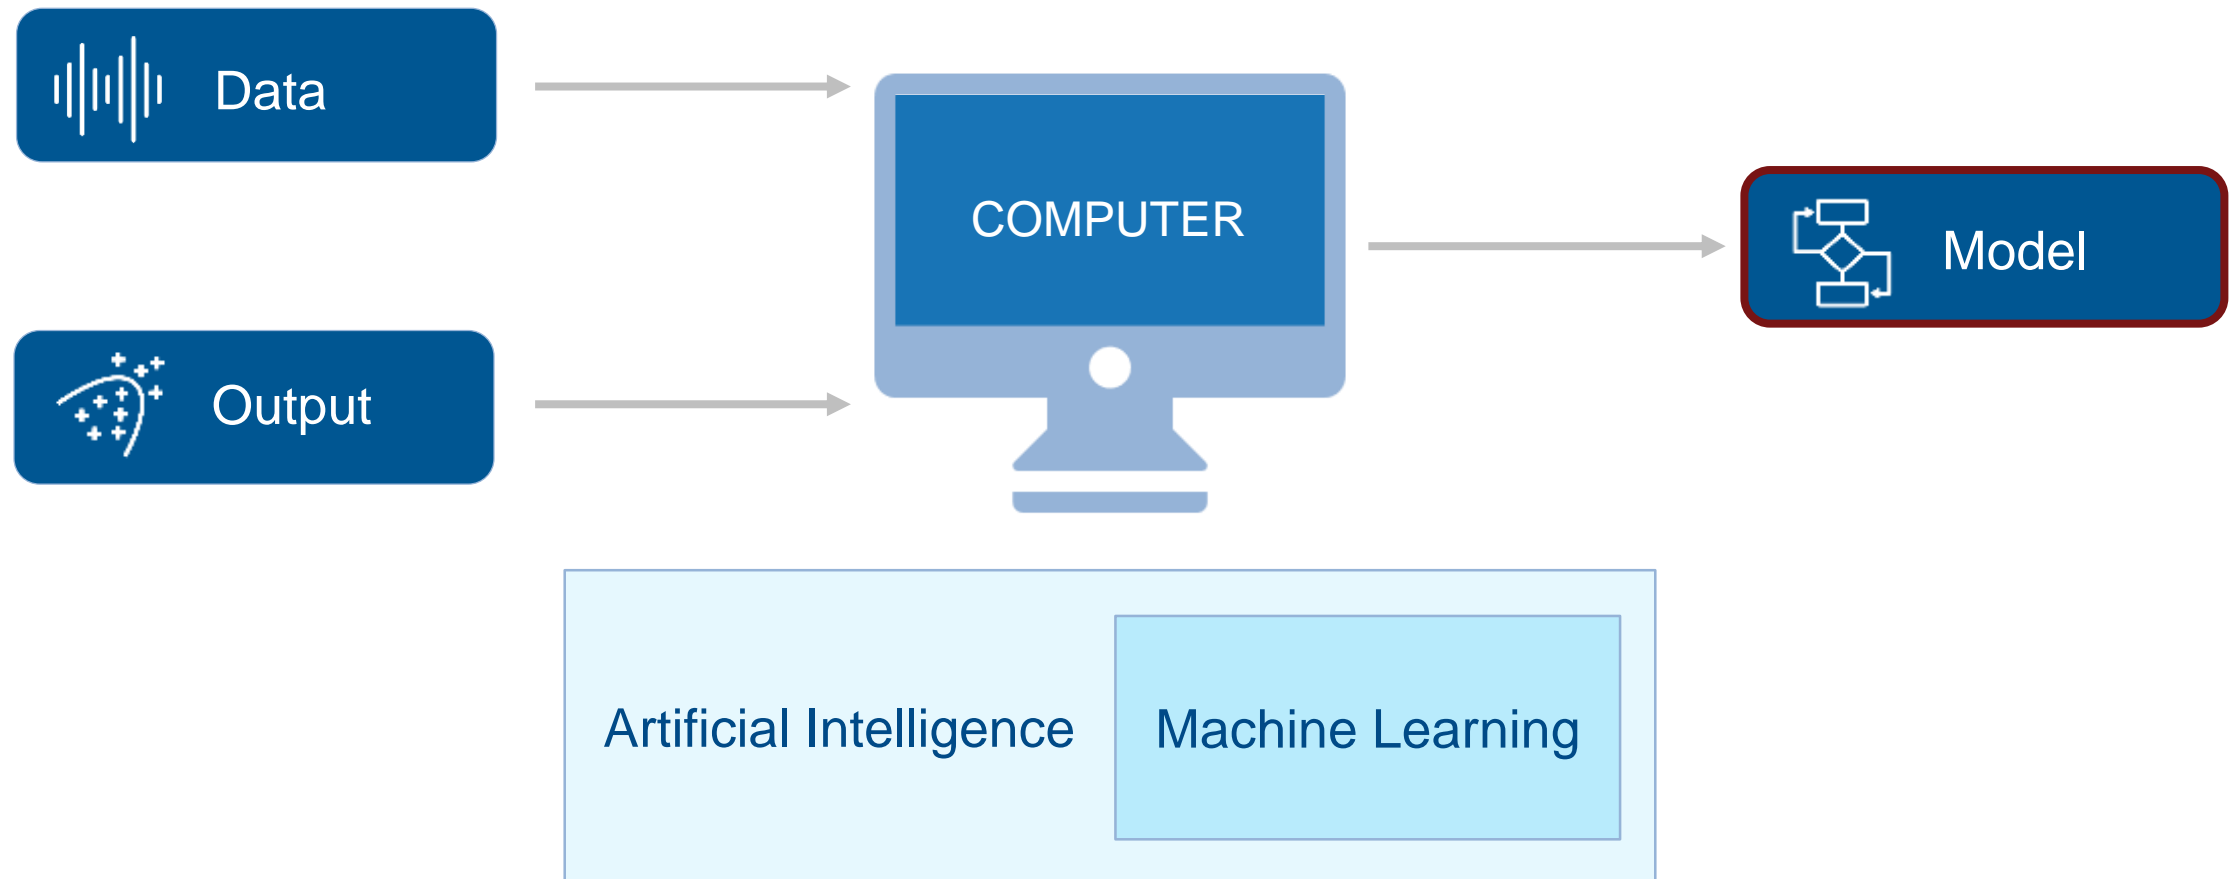 Data
COMPUTER
Model
Output
Artificial Intelligence
Machine Learning